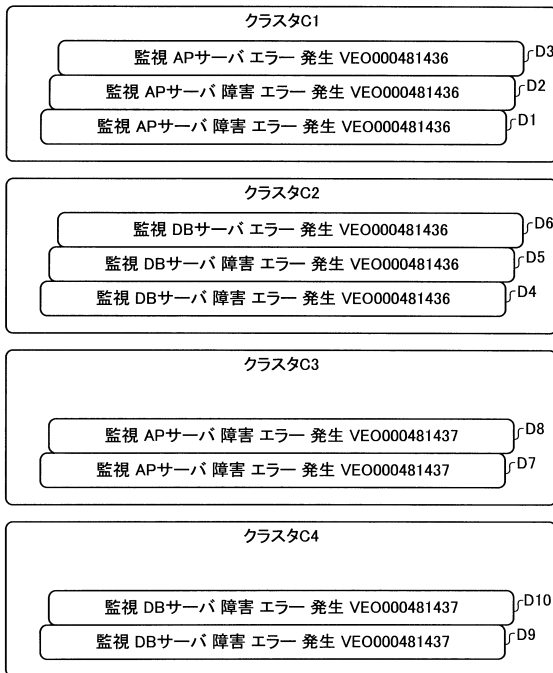 クラスタC1
監視 APサーバ エラー 発生 VEO000481436 D3
監視 APサーバ 障害 エラー 発生 VEO000481436 D2
監視 APサーバ 障害 エラー 発生 VEO000481436 D1
クラスタC2
監視 DBサーバ エラー 発生 VEO000481436 D6
監視 DBサーバ 障害 エラー 発生 VEO000481436 D5
監視 DBサーバ 障害 エラー 発生 VEO000481436 D4
クラスタC3
監視 APサーバ 障害 エラー 発生 VEO000481437 D8
監視 APサーバ 障害 エラー 発生 VEO000481437 D7
クラスタC4
監視 DBサーバ 障害 エラー 発生 VEO000481437 D10
監視 DBサーバ 障害 エラー 発生 VEO000481437 D9